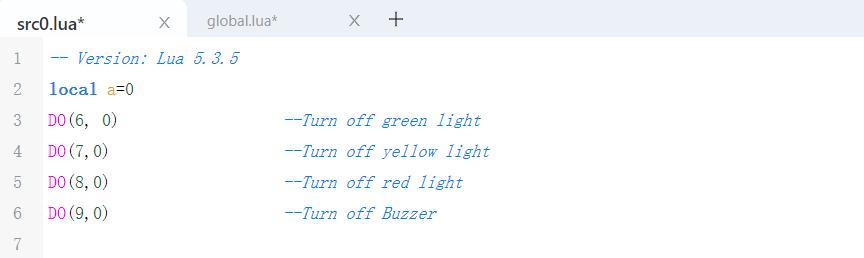 src0.lua* X global.lua* X +
1 -- Version: Lua 5.3.5
2 local a=0
3 DO(6, 0) --Turn off green light
4 DO(7,0) --Turn off yellow light
5 DO(8,0) --Turn off red light
6 DO(9,0) --Turn off Buzzer
7